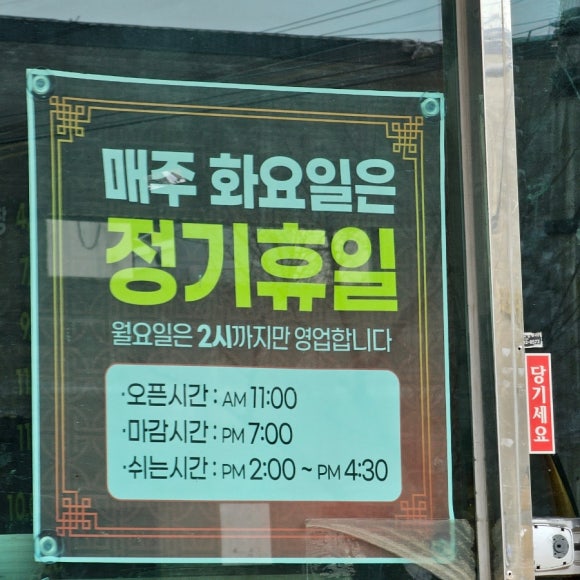 매주 화요일은
정기휴일
월요일은 2시까지만 영업합니다
·오픈시간 : AM 11:00
·마감시간 : PM 7:00
·쉬는시간 : PM 2:00 ~ PM 4:30
당기세요